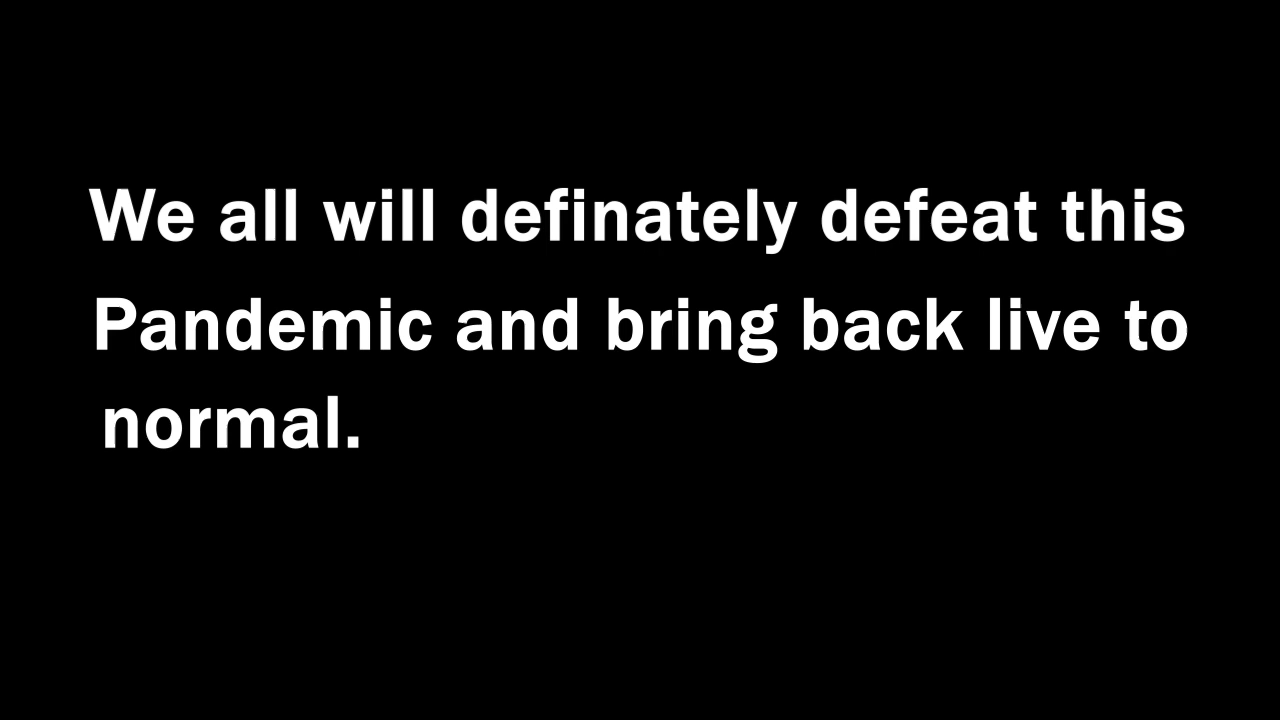 We all will definately defeat this
Pandemic and bring back live to
normal.